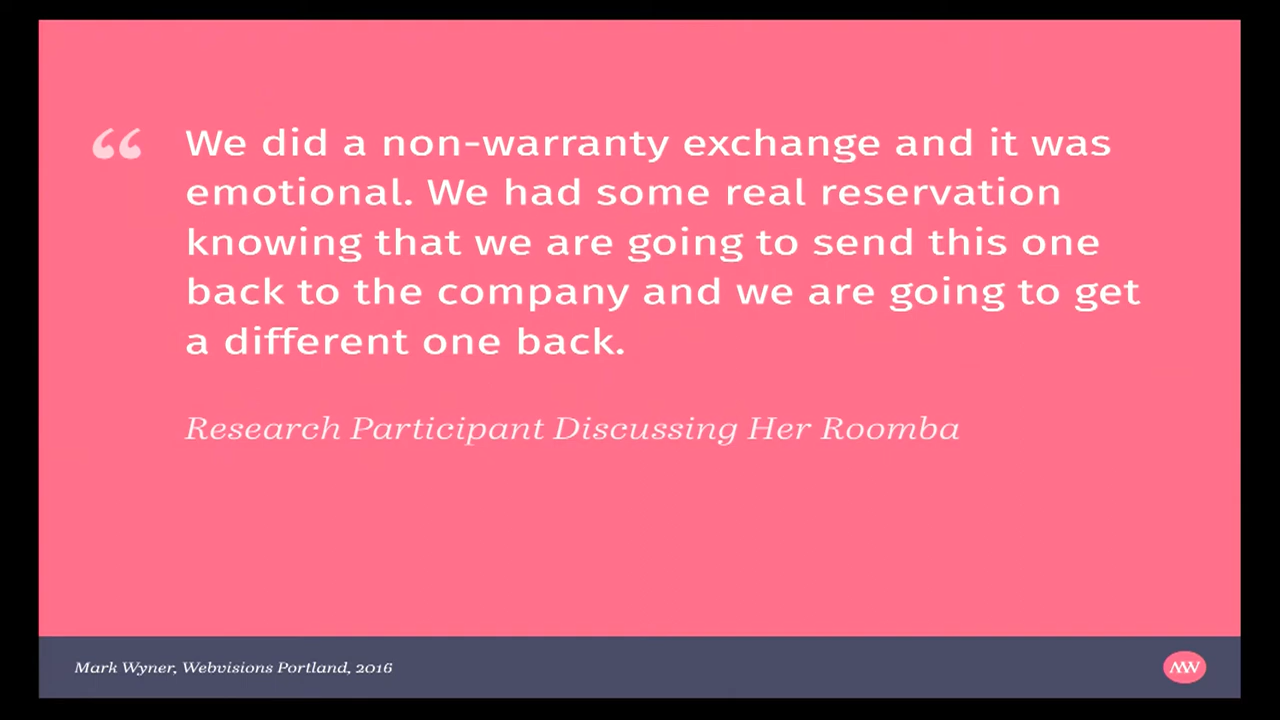 “ We did a non-warranty exchange and it was
emotional. We had some real reservation
knowing that we are going to send this one
back to the company and we are going to get
a different one back.
Research Participant Discussing Her Roomba
Mark Wyner, Webvisions Portland, 2016
MW